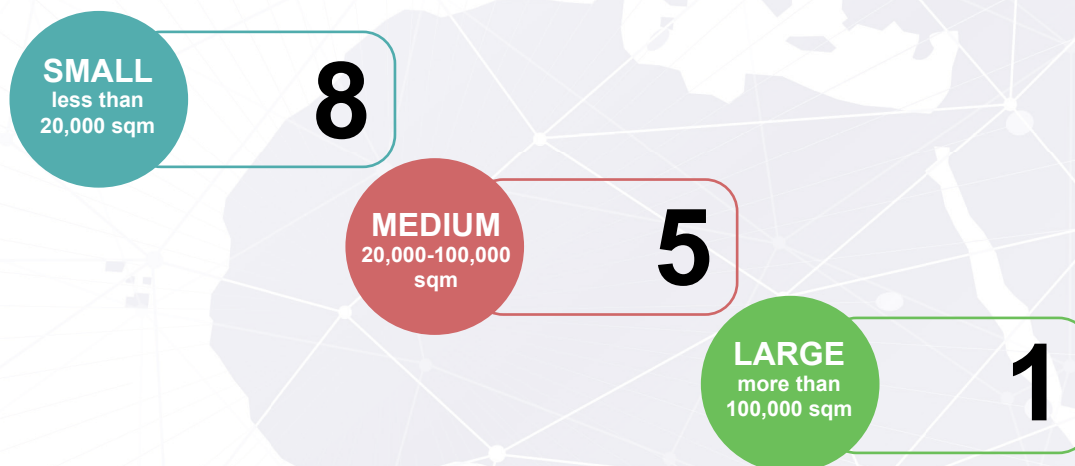 SMALL
less than
20,000 sqm
8
MEDIUM
20,000-100,000
sqm
5
LARGE
more than
100,000 sqm
1